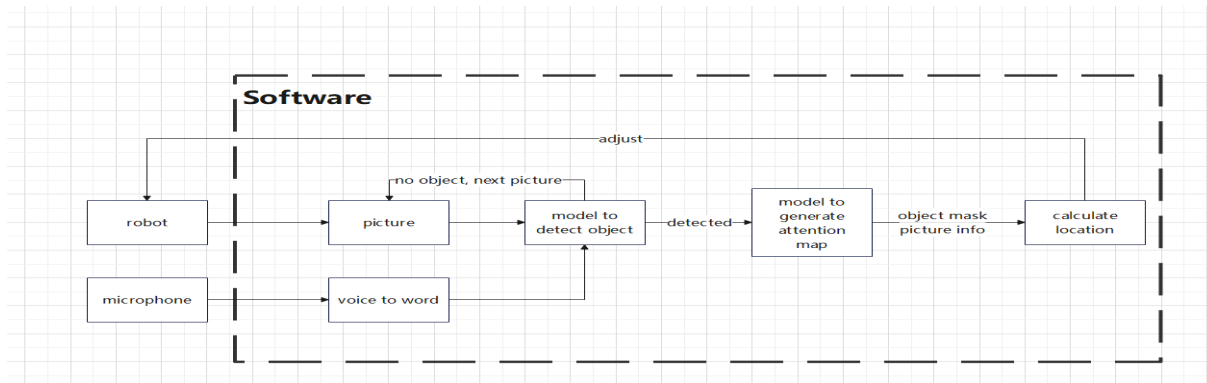 Software
adjust
no object, next picture
robot
picture
model to
detect object
detected
model to
generate
attention
map
object mask
picture info
calculate
location
microphone
voice to word